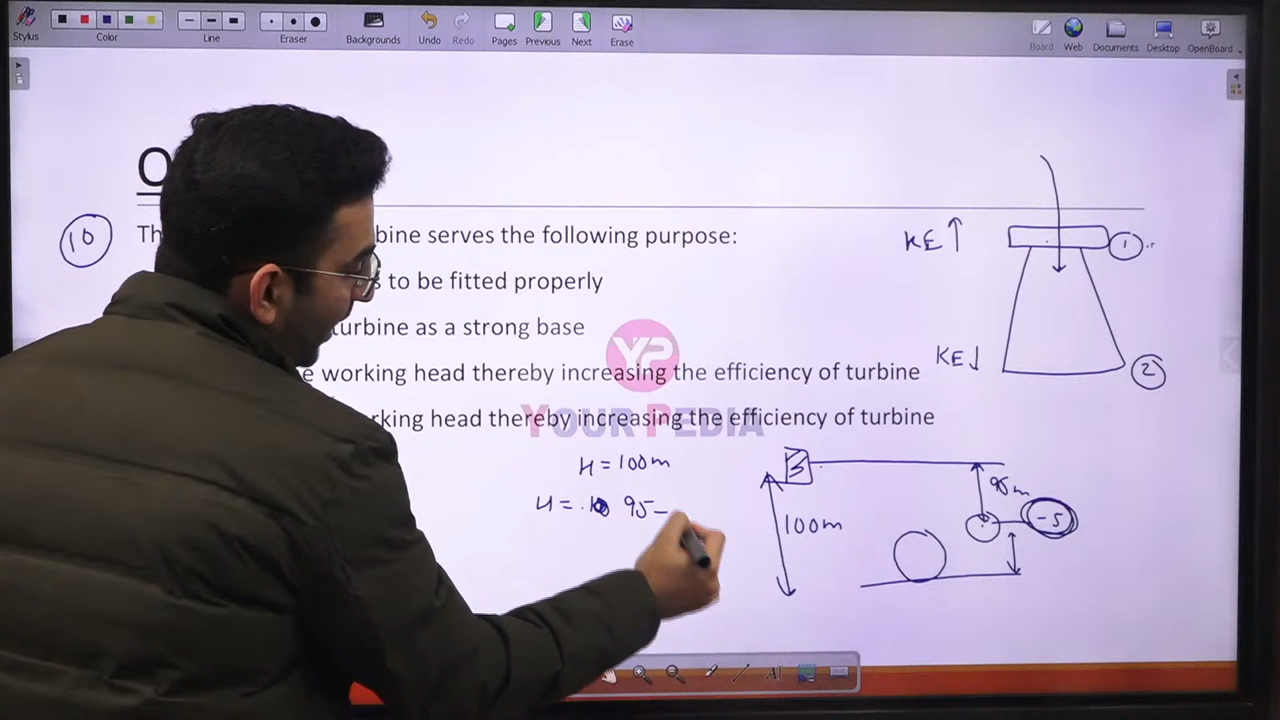 Stylus
Color
Line
Eraser
Backgrounds
Undo
Redo
Pages
Previous
Next
Erase
Board
Web
Documents
Desktop
OpenBoard
10
bine serves the following purpose:
s to be fitted properly
turbine as a strong base
e working head thereby increasing the efficiency of turbine
rking head thereby increasing the efficiency of turbine
KE ↑
1
KE ↓
2
YP
YOUR PEDIA
H = 100m
H = 95 -
100m
-5
AI